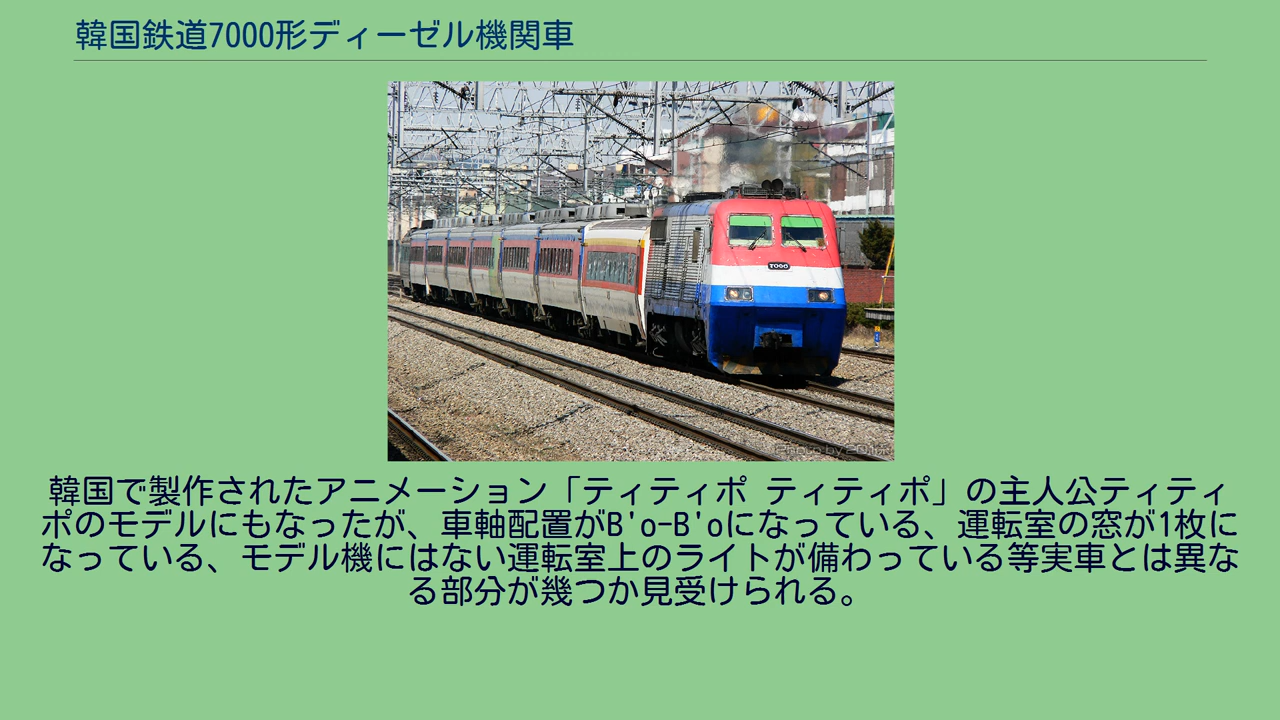 韓国鉄道7000形ディーゼル機関車
Photo by
韓国で製作されたアニメーション「ティティポ ティティポ」の主人公ティティ
ポのモデルにもなったが、車軸配置がB'o-B'oになっている、運転室の窓が1枚に
なっている、モデル機にはない運転室上のライトが備わっている等実車とは異な
る部分が幾つか見受けられる。